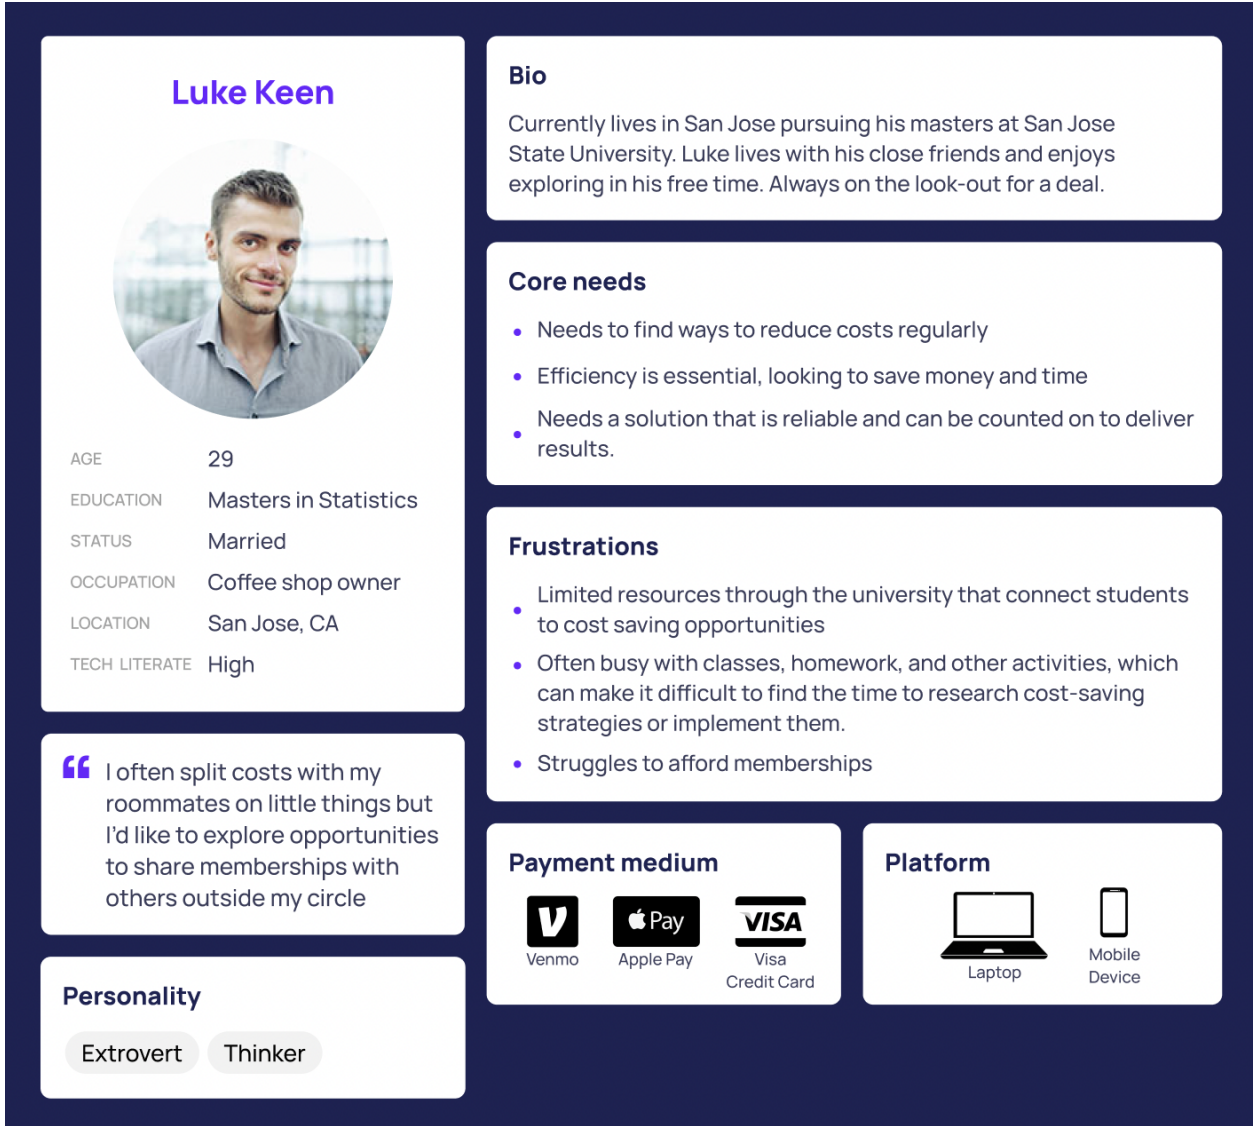 Luke Keen
AGE 29
EDUCATION Masters in Statistics
STATUS Married
OCCUPATION Coffee shop owner
LOCATION San Jose, CA
TECH LITERATE High
“ I often split costs with my
roommates on little things but
I’d like to explore opportunities
to share memberships with
others outside my circle
Personality
Extrovert Thinker
Bio
Currently lives in San Jose pursuing his masters at San Jose
State University. Luke lives with his close friends and enjoys
exploring in his free time. Always on the look-out for a deal.
Core needs
• Needs to find ways to reduce costs regularly
• Efficiency is essential, looking to save money and time
• Needs a solution that is reliable and can be counted on to deliver
results.
Frustrations
• Limited resources through the university that connect students
to cost saving opportunities
• Often busy with classes, homework, and other activities, which
can make it difficult to find the time to research cost-saving
strategies or implement them.
• Struggles to afford memberships
Payment medium
V Pay VISA
Venmo Apple Pay Visa
Credit Card
Platform
Laptop
Mobile
Device